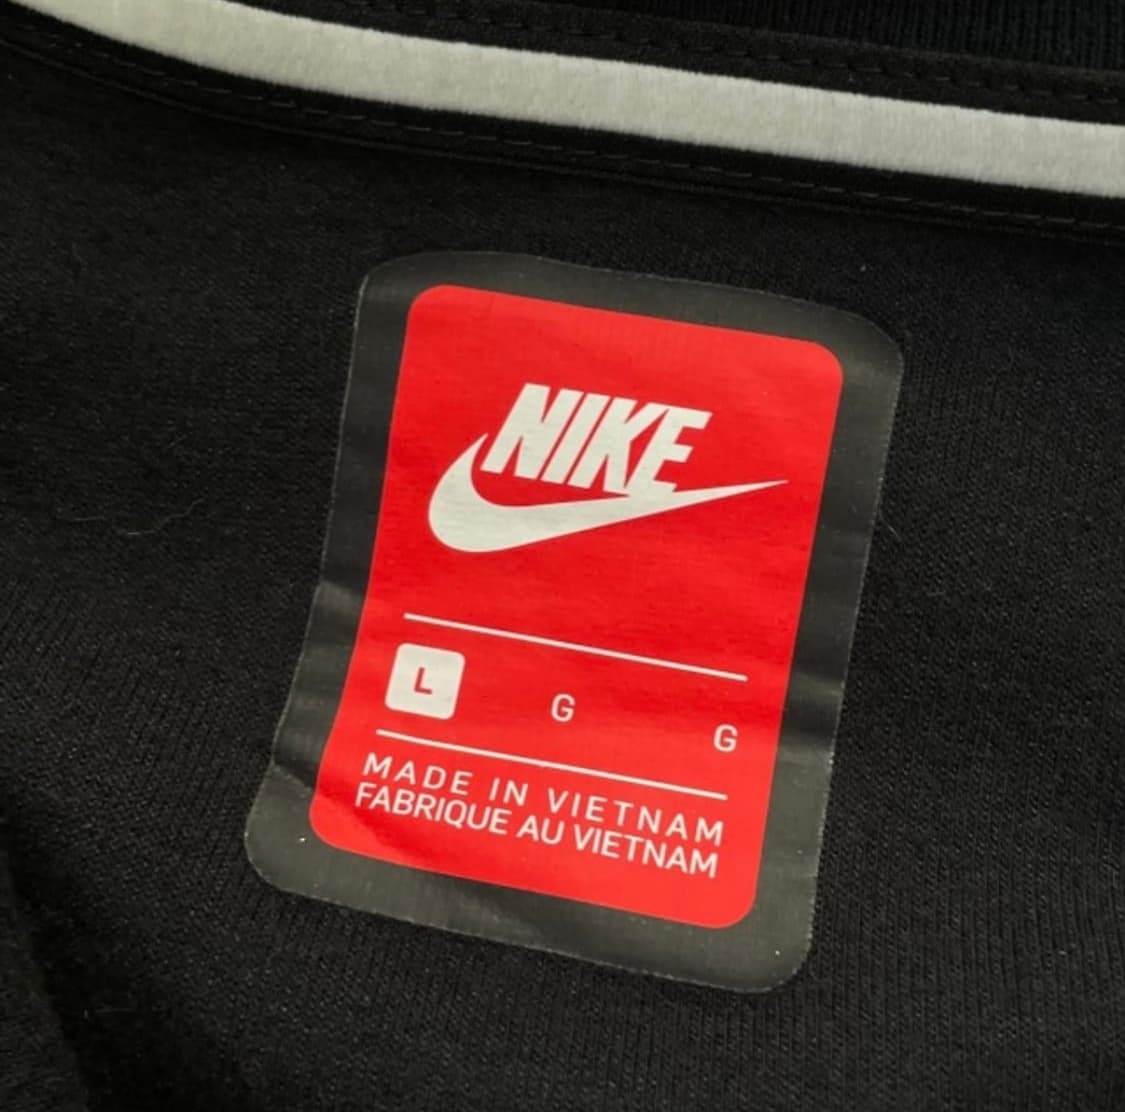 NIKE
L G G
MADE IN VIETNAM
FABRIQUE AU VIETNAM